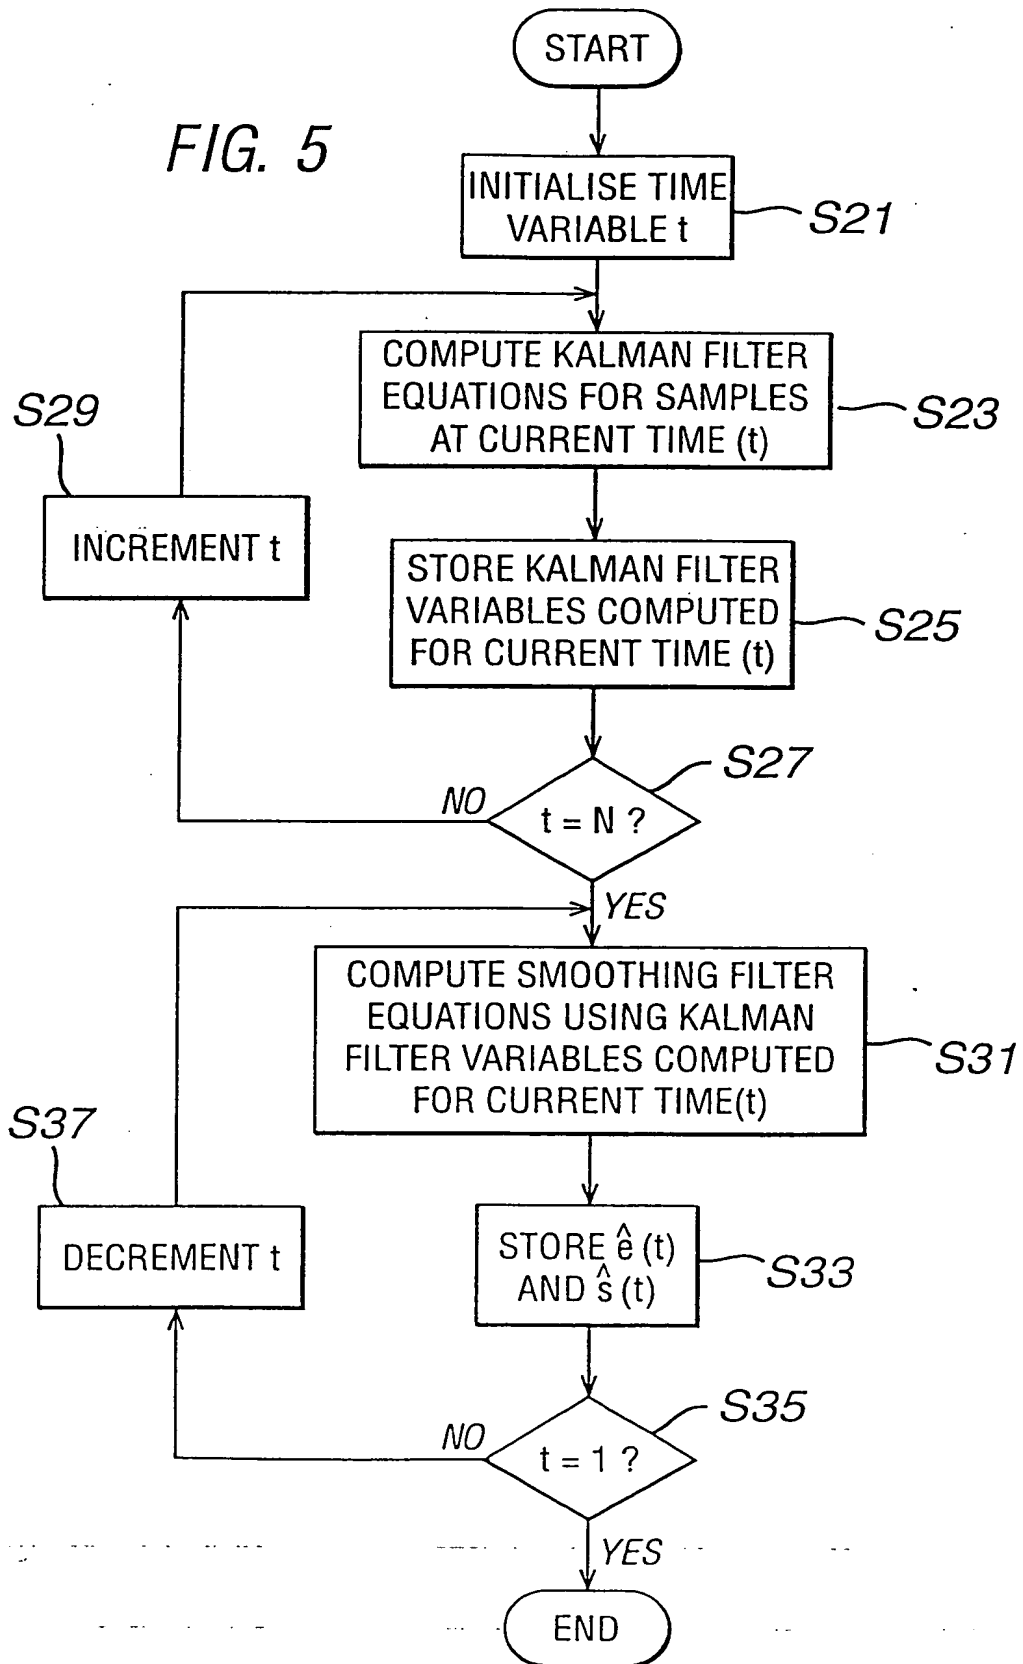 START
FIG. 5
INITIALISE TIME
VARIABLE t
S21
COMPUTE KALMAN FILTER
EQUATIONS FOR SAMPLES
AT CURRENT TIME (t)
S23
S29
INCREMENT t
STORE KALMAN FILTER
VARIABLES COMPUTED
FOR CURRENT TIME (t)
S25
S27
NO
t = N ?
YES
COMPUTE SMOOTHING FILTER
EQUATIONS USING KALMAN
FILTER VARIABLES COMPUTED
FOR CURRENT TIME(t)
S31
S37
DECREMENT t
STORE ê (t)
AND ŝ (t)
S33
S35
NO
t = 1 ?
YES
END